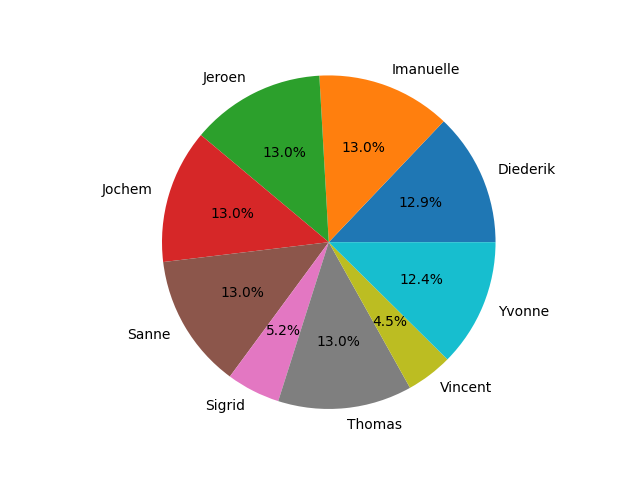 Imanuelle
Jeroen
13.0%
13.0%
Diederik
Jochem
12.9%
13.0%
12.4%
13.0%
Yvonne
4.5%
5.2%
Sanne
13.0%
Vincent
Sigrid
Thomas